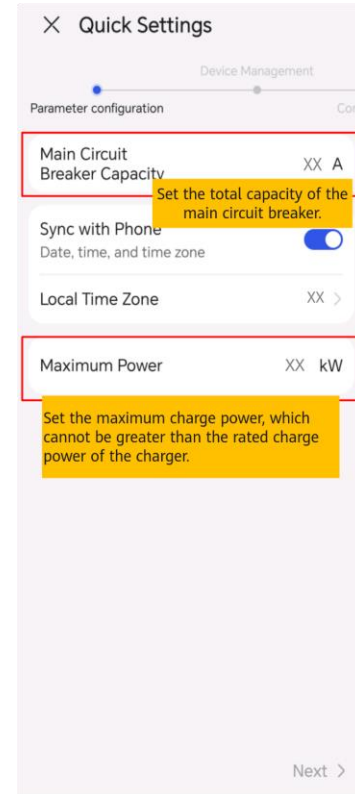 Quick Settings
Device Management
Parameter configuration
Main Circuit
Breaker Capacity
XX A
Set the total capacity of the
main circuit breaker.
Sync with Phone
Date, time, and time zone
Local Time Zone
XX
Maximum Power
XX kW
Set the maximum charge power, which
cannot be greater than the rated charge
power of the charger.
Next